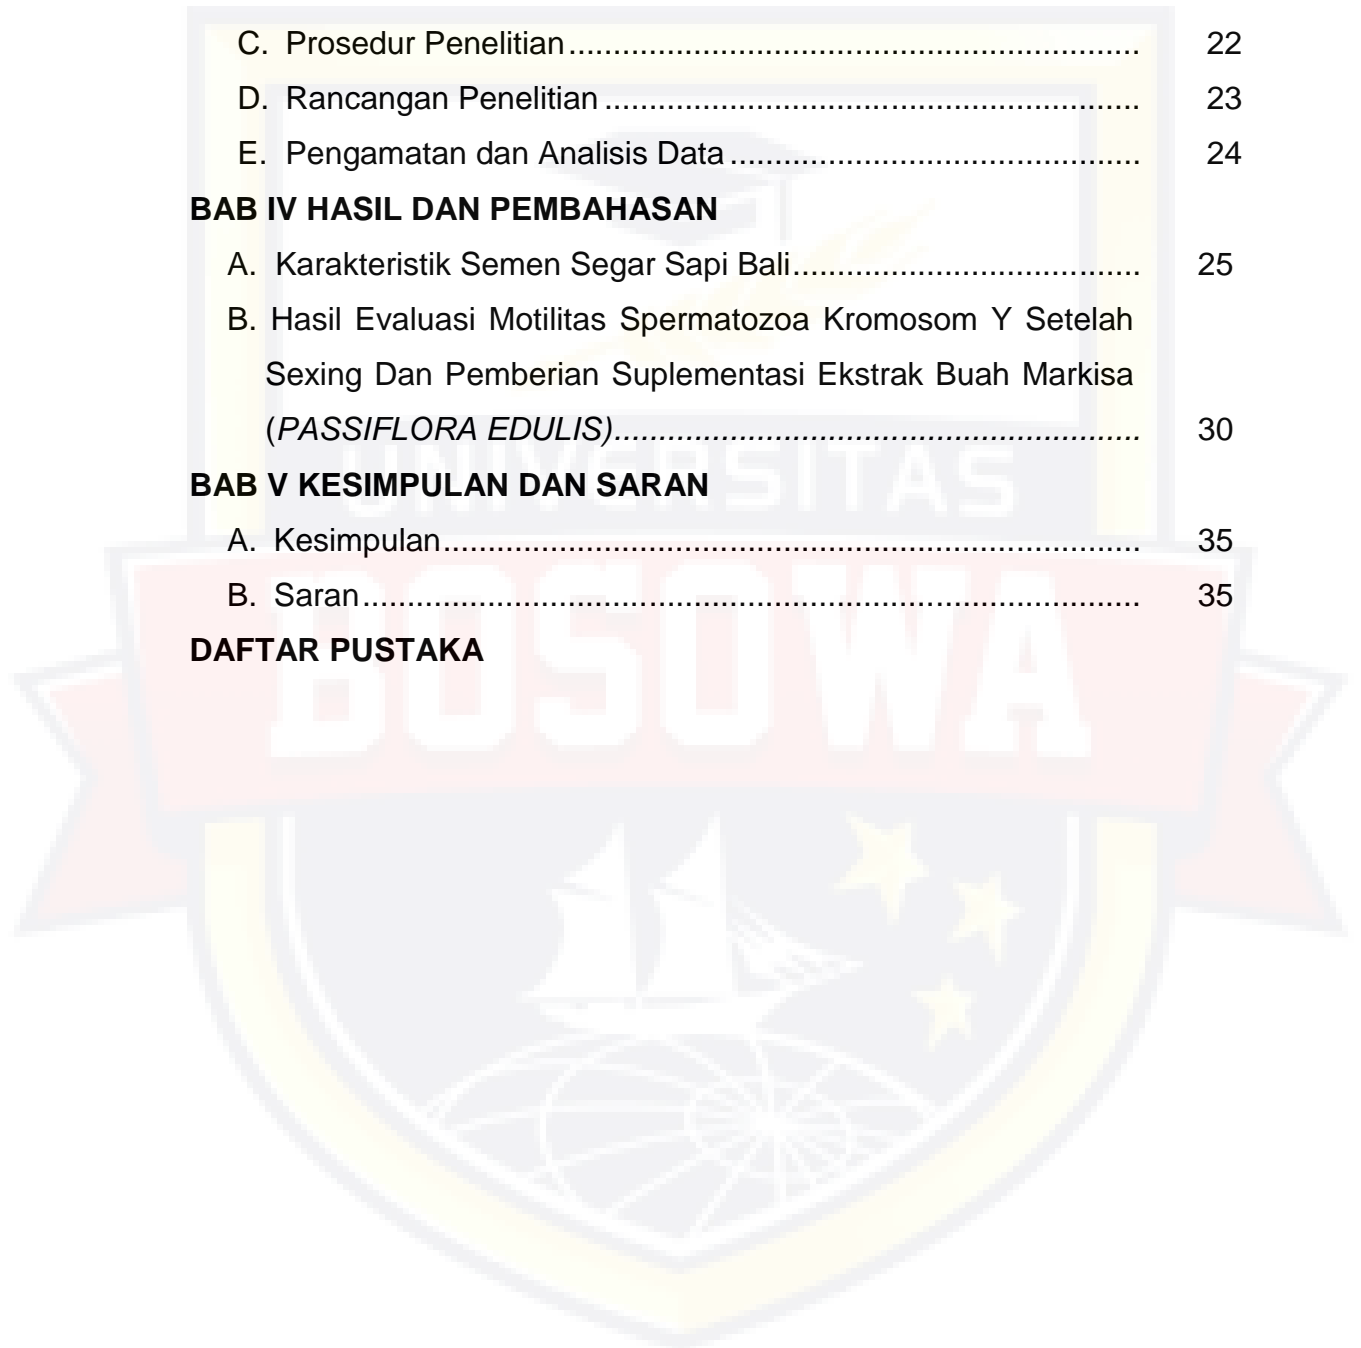 C. Prosedur Penelitian................................................................ 22
D. Rancangan Penelitian............................................................ 23
E. Pengamatan dan Analisis Data.............................................. 24
BAB IV HASIL DAN PEMBAHASAN
A. Karakteristik Semen Segar Sapi Bali....................................... 25
B. Hasil Evaluasi Motilitas Spermatozoa Kromosom Y Setelah
Sexing Dan Pemberian Suplementasi Ekstrak Buah Markisa
(PASSIFLORA EDULIS)........................................................... 30
UNIVERSITAS
BAB V KESIMPULAN DAN SARAN
A. Kesimpulan.............................................................................. 35
BOSOWA
B. Saran....................................................................................... 35
DAFTAR PUSTAKA